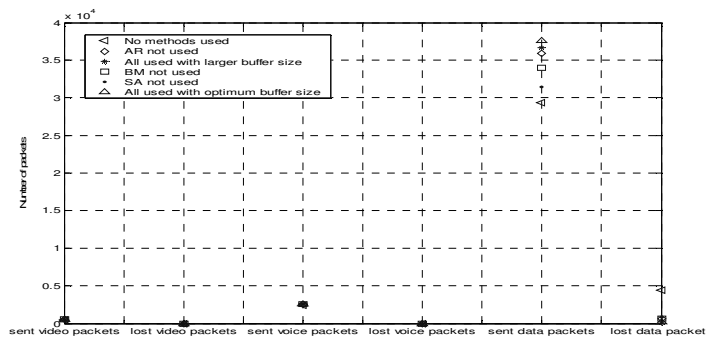 × 10^4
4
3.5
3
2.5
2
1.5
1
0.5
0
Number of packets
No methods used
AR not used
All used with larger buffer size
BM not used
SA not used
All used with optimum buffer size
sent video packets lost video packets sent voice packets lost voice packets sent data packets lost data packet